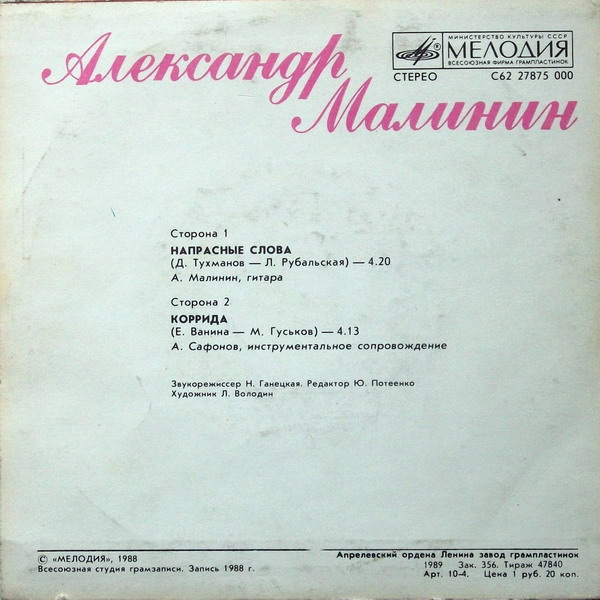 Александр
Малинин
МИНИСТЕРСТВО КУЛЬТУРЫ СССР
МЕЛОДИЯ
ВСЕСОЮЗНАЯ ФИРМА ГРАМПЛАСТИНОК
СТЕРЕО С62 27875 000
Сторона 1
НАПРАСНЫЕ СЛОВА
(Д. Тухманов — Л. Рубальская) — 4.20
А. Малинин, гитара
Сторона 2
КОРРИДА
(Е. Ванина — М. Гуськов) — 4.13
А. Сафонов, инструментальное сопровождение
Звукорежиссер Н. Ганецкая. Редактор Ю. Потеенко
Художник Л. Володин
© «МЕЛОДИЯ», 1988
Всесоюзная студия грамзаписи. Запись 1988 г.
Апрелевский ордена Ленина завод грампластинок
1989 Зак. 356. Тираж 47840
Арт. 10-4. Цена 1 руб. 20 коп.